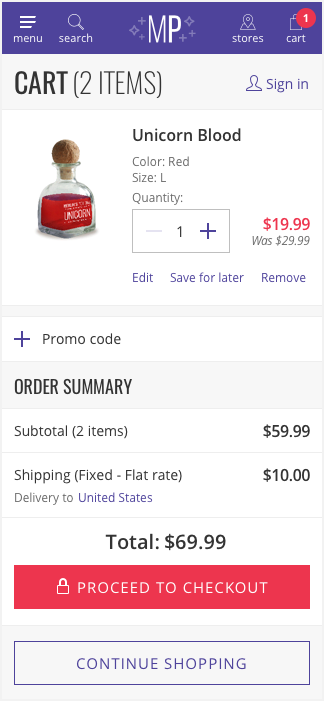 menu
search
MP
stores
1
cart
CART (2 ITEMS)
Sign in
Unicorn Blood
Color: Red
Size: L
Quantity:
UNICORN
1
$19.99
Was $29.99
Edit
Save for later
Remove
Promo code
ORDER SUMMARY
Subtotal (2 items)
$59.99
Shipping (Fixed - Flat rate)
$10.00
Delivery to United States
Total: $69.99
PROCEED TO CHECKOUT
CONTINUE SHOPPING